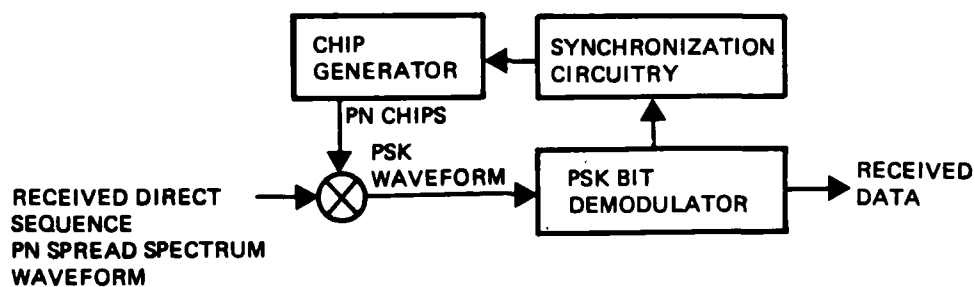 CHIP
GENERATOR
SYNCHRONIZATION
CIRCUITRY
PN CHIPS
PSK
WAVEFORM
PSK BIT
DEMODULATOR
RECEIVED
DATA
RECEIVED DIRECT
SEQUENCE
PN SPREAD SPECTRUM
WAVEFORM